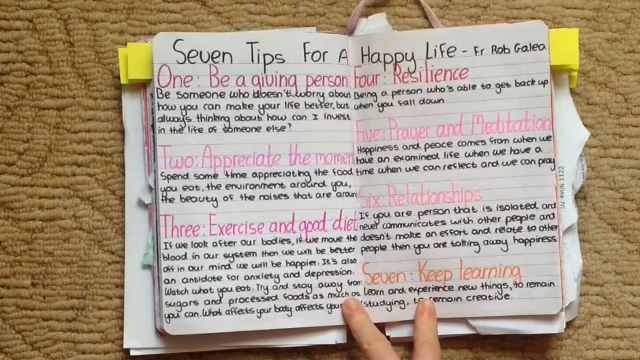 Seven Tips For A Happy Life - Fr Rob Galea
One: Be a giving person
Be someone who doesn't worry about
how you can make your life better, but
always thinking about how can I invest
in the life of someone else?
Two: Appreciate the moment
Spend some time appreciating the food
you eat, the environment around you,
the beauty of the noises that are around
Three: Exercise and good diet
If we look after our bodies, if we move the
blood in our system then we will be better
off in our mind we will be happier. It's also
an antidote for anxiety and depression.
Watch what you eat. Try and stay away from
sugars and processed foods as much as
you can. What affects your body affects your
Four: Resilience
Being a person who's able to get back up
when you fall down
Five: Prayer and Meditation
Happiness and peace comes from when we
have an examined life when we have a
time when we can reflect and we can play
Six: Relationships
If you are person that is isolated and
never communicates with other people and
doesn't make an effort and relate to other
people then you are talking away happiness
Seven: Keep learning
learn and experience new things, to remain
studying, to remain creative.